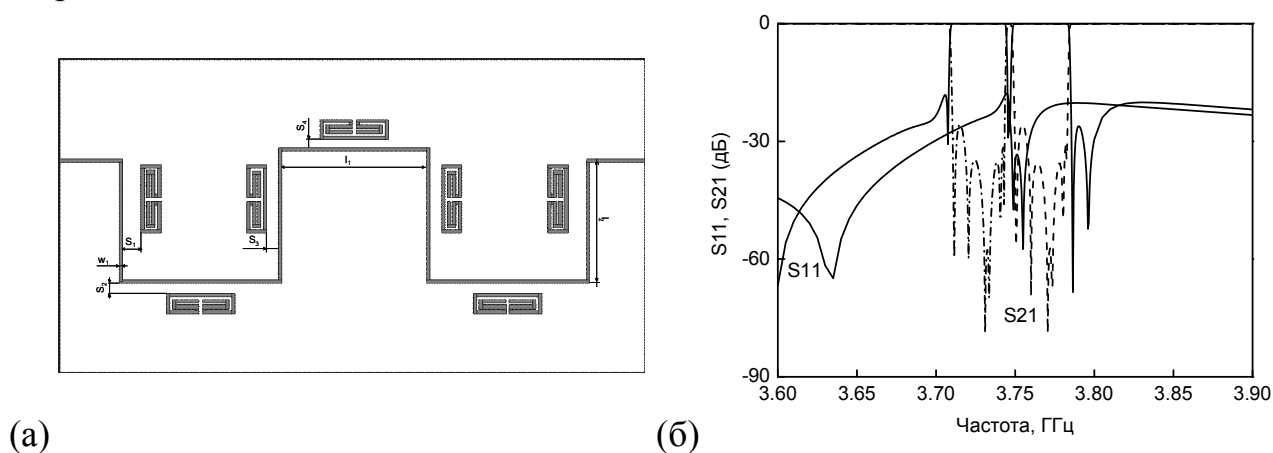 S4
l1
l2
S1
S3
w1
S2
(а)
0
-30
-60
-90
S11, S21 (дБ)
S11
S21
3.60 3.65 3.70 3.75 3.80 3.85 3.90
Частота, ГГц
(б)